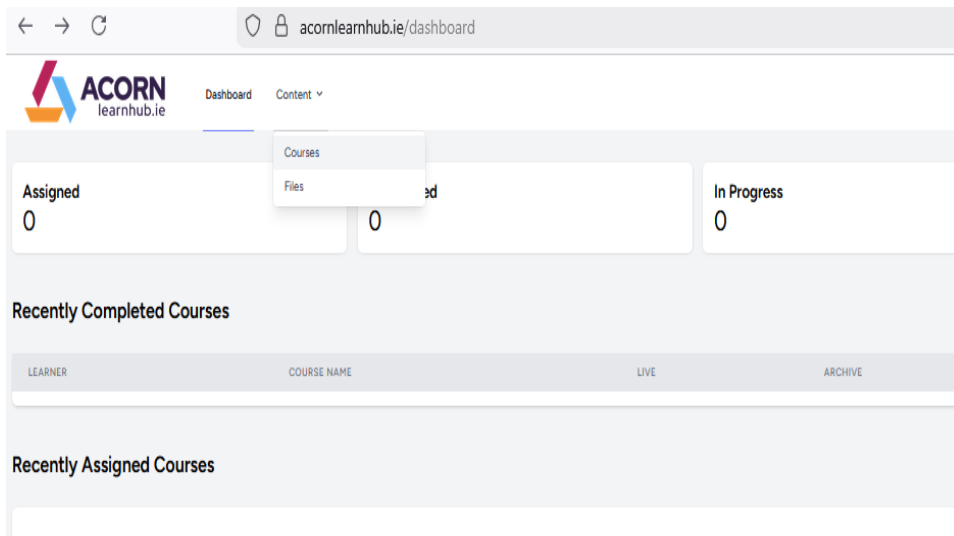 acornlearnhub.ie/dashboard
ACORN
learnhub.ie
Dashboard Content
Courses
Files
Assigned
0
0
In Progress
0
Recently Completed Courses
LEARNER COURSE NAME LIVE ARCHIVE
Recently Assigned Courses